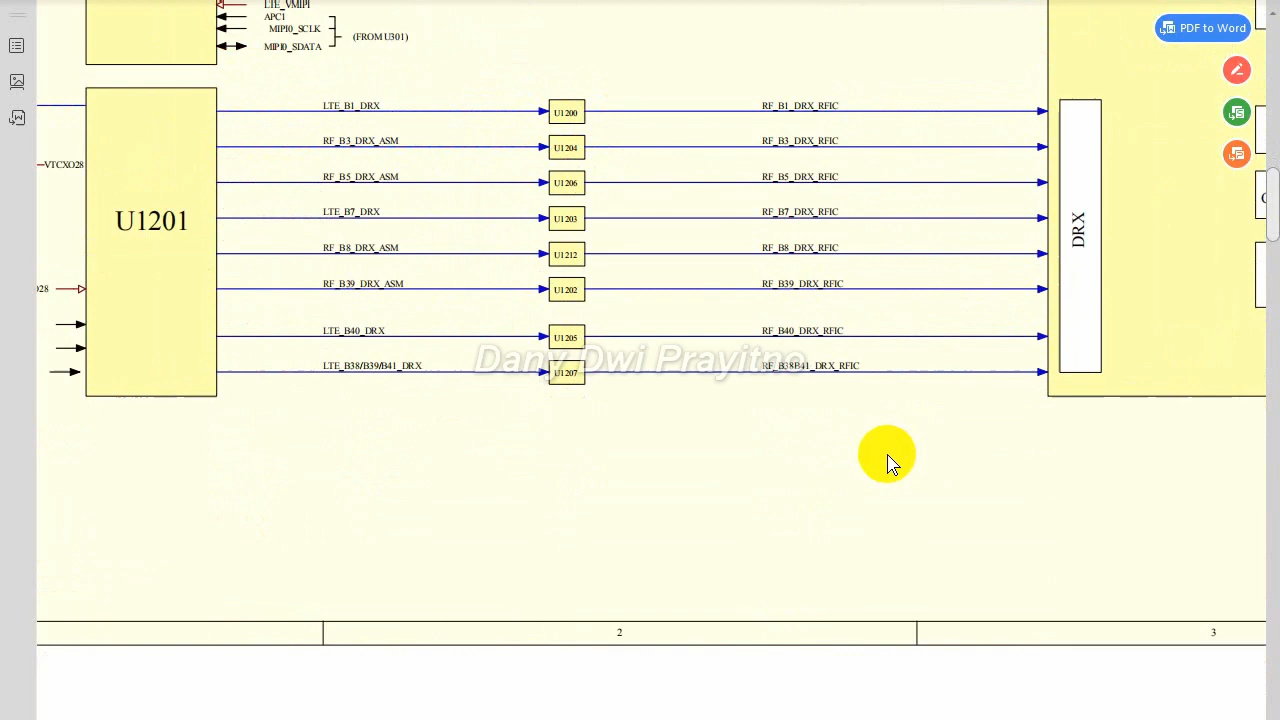 LTE_VMIPI
APC1
MIPI0_SCLK
(FROM U301)
MIPI0_SDATA
PDF to Word
LTE_B1_DRX
U1200
RF_B1_DRX_RFIC
RF_B3_DRX_ASM
U1204
RF_B3_DRX_RFIC
VTCXO28
RF_B5_DRX_ASM
U1206
RF_B5_DRX_RFIC
U1201
LTE_B7_DRX
U1203
RF_B7_DRX_RFIC
DRX
RF_B8_DRX_ASM
U1212
RF_B8_DRX_RFIC
RF_B39_DRX_ASM
U1202
RF_B39_DRX_RFIC
LTE_B40_DRX
U1205
RF_B40_DRX_RFIC
Dany Dwi Prayitno
LTE_B38/B39/B41_DRX
U1207
RF_B38B41_DRX_RFIC
2
3